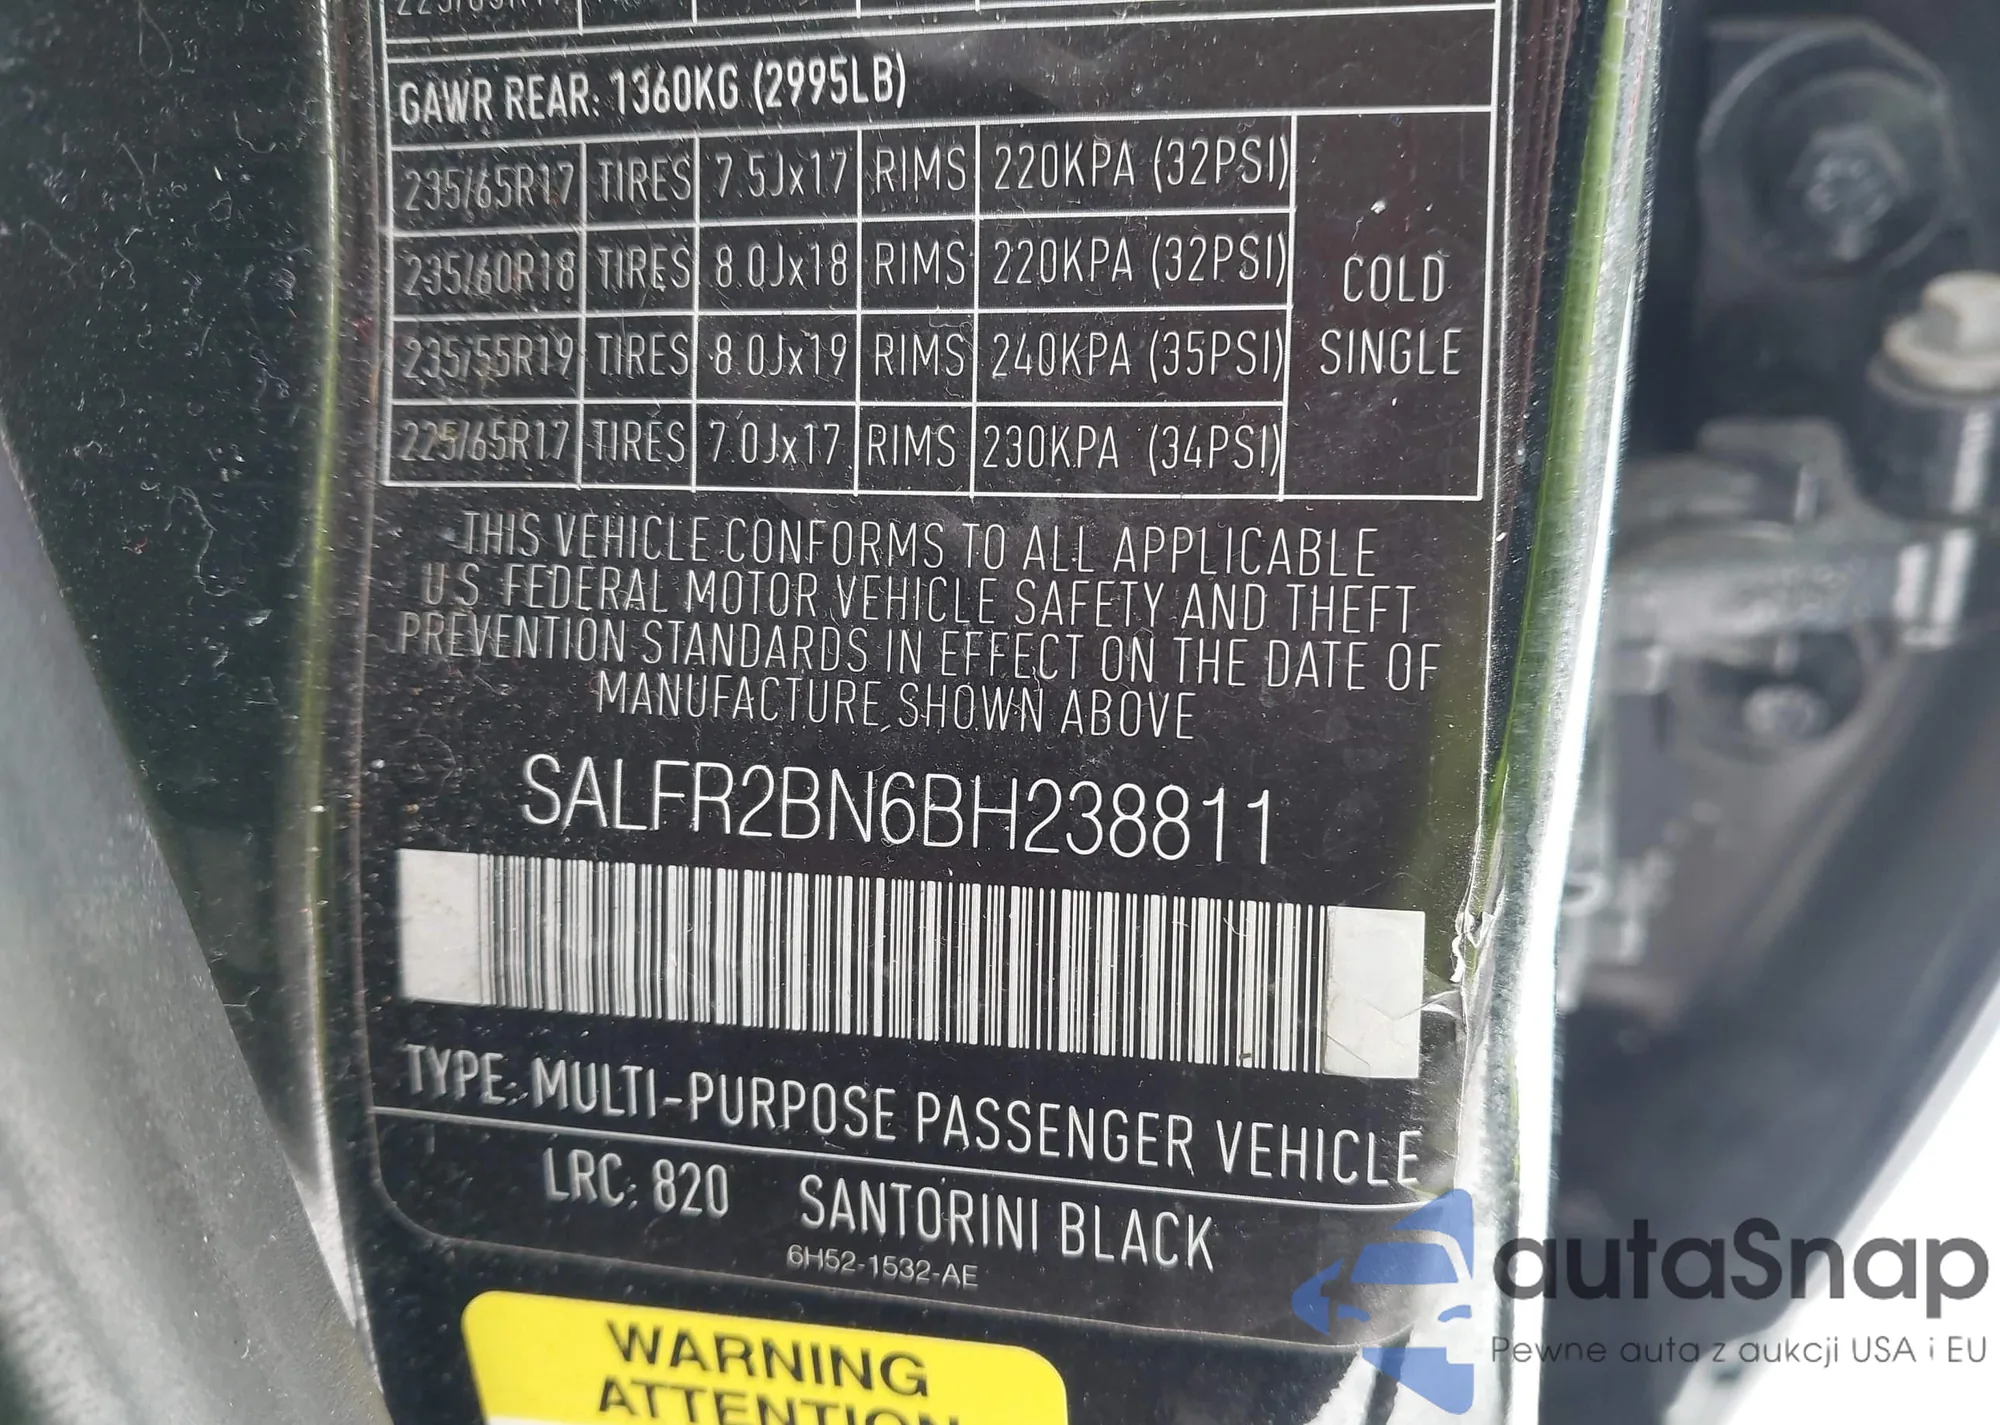 225/65R17
GAWR REAR: 1360KG (2995LB)
235/65R17 TIRES 7.5Jx17 RIMS 220KPA (32PSI)
235/60R18 TIRES 8.0Jx18 RIMS 220KPA (32PSI)
235/55R19 TIRES 8.0Jx19 RIMS 240KPA (35PSI)
225/65R17 TIRES 7.0Jx17 RIMS 230KPA (34PSI)
COLD
SINGLE
THIS VEHICLE CONFORMS TO ALL APPLICABLE
U.S. FEDERAL MOTOR VEHICLE SAFETY AND THEFT
PREVENTION STANDARDS IN EFFECT ON THE DATE OF
MANUFACTURE SHOWN ABOVE
SALFR2BN6BH238811
TYPE: MULTI-PURPOSE PASSENGER VEHICLE
LRC: 820 SANTORINI BLACK
6H52-1532-AE
WARNING
ATTENTION
autaSnap
Pewne auta z aukcji USA i EU